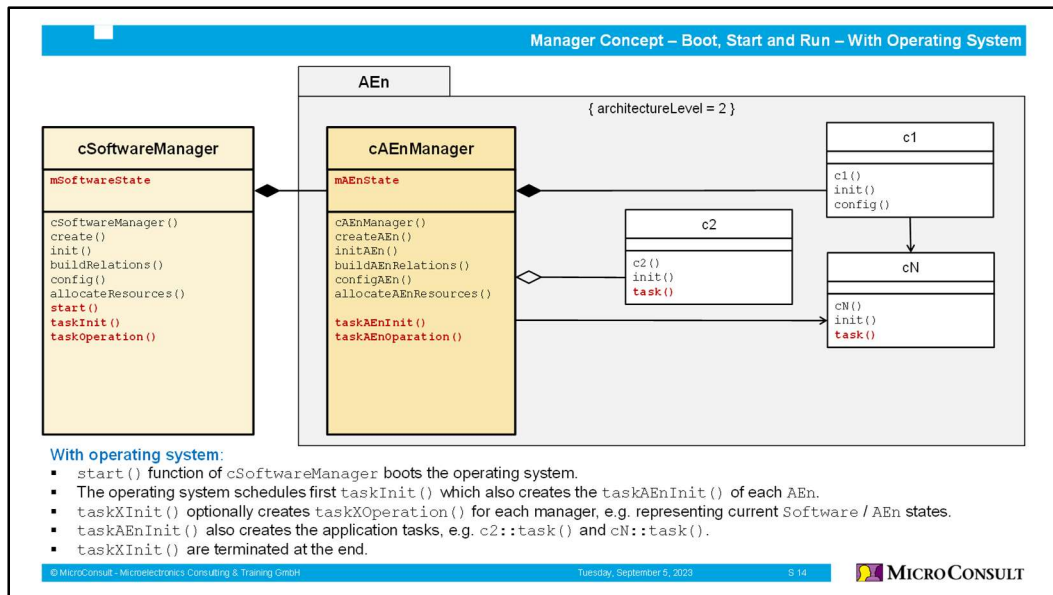 Manager Concept – Boot, Start and Run – With Operating System
AEn
{ architectureLevel = 2 }
cSoftwareManager
mSoftwareState
cSoftwareManager()
create()
init()
buildRelations()
config()
allocateResources()
start()
taskInit()
taskOperation()
cAEnManager
mAEnState
cAEnManager()
createAEn()
initAEn()
buildAEnRelations()
configAEn()
allocateAEnResources()
taskAEnInit()
taskAEnOparation()
c1
c1()
init()
config()
c2
c2()
init()
task()
cN
cN()
init()
task()
With operating system:
▪ start() function of cSoftwareManager boots the operating system.
▪ The operating system schedules first taskInit() which also creates the taskAEnInit() of each AEn.
▪ taskXInit() optionally creates taskXOperation() for each manager, e.g. representing current Software / AEn states.
▪ taskAEnInit() also creates the application tasks, e.g. c2::task() and cN::task().
▪ taskXInit() are terminated at the end.
© MicroConsult - Microelectronics Consulting & Training GmbH
Tuesday, September 5, 2023
S 14
MICROCONSULT